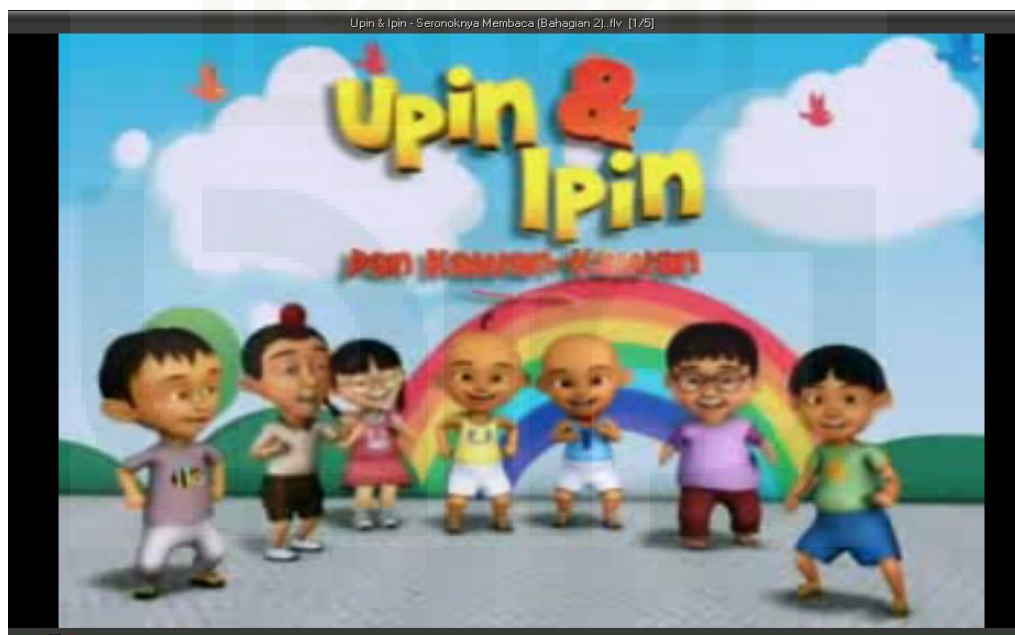 Upin & Ipin - Seronoknya Membaca (Bahagian 2)..flv [1/5]
Upin &
Ipin
Dan Kawan-Kawan